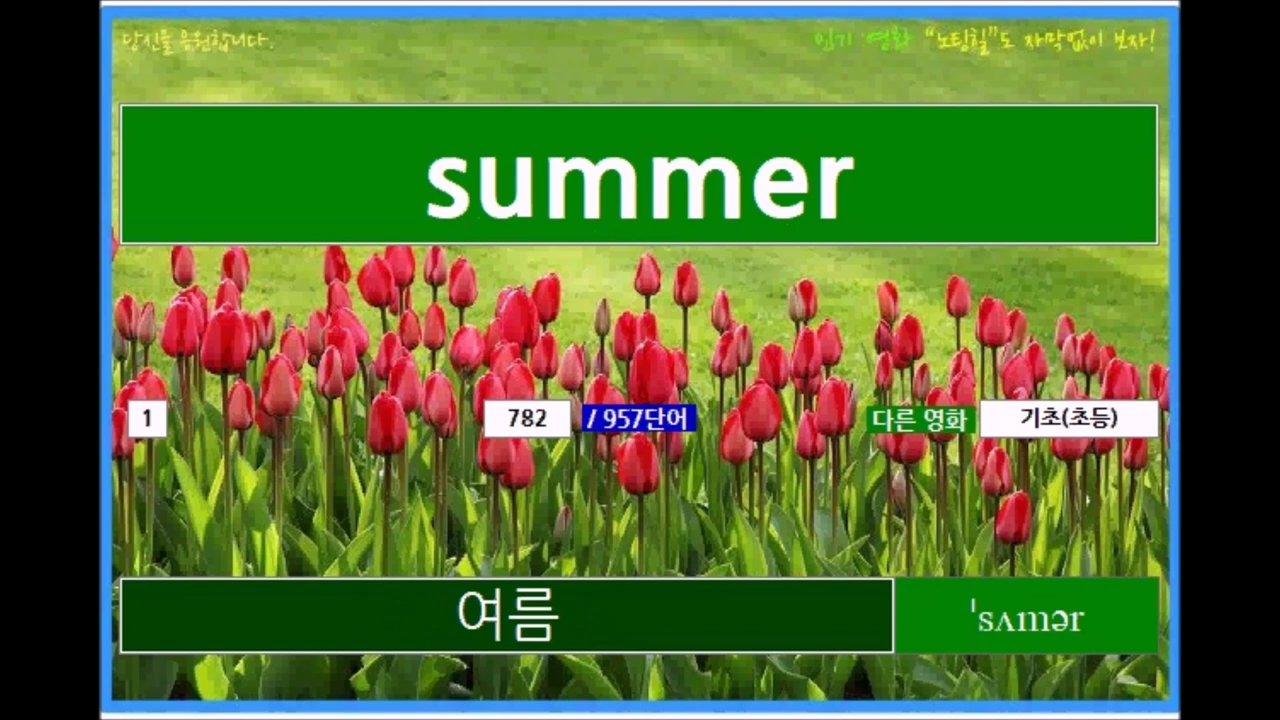 당신을 응원합니다.
인기 영화 “노팅힐”도 자막없이 보자!
summer
1
782 / 957단어
다른 영화 기초(초등)
여름
ˈsʌmər